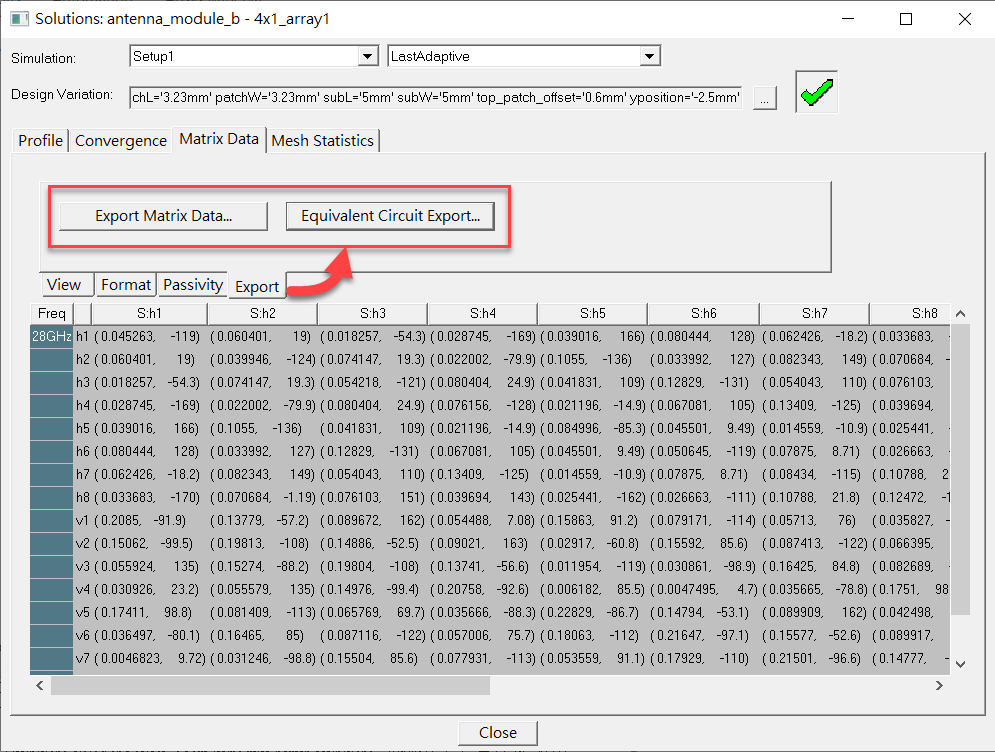 Solutions: antenna_module_b - 4x1_array1
Simulation: Setup1 LastAdaptive
Design Variation: chL='3.23mm' patchW='3.23mm' subL='5mm' subW='5mm' top_patch_offset='0.6mm' yposition='-2.5mm' ...
Profile Convergence Matrix Data Mesh Statistics
Export Matrix Data... Equivalent Circuit Export...
View Format Passivity Export
Freq S:h1 S:h2 S:h3 S:h4 S:h5 S:h6 S:h7 S:h8
28GHz h1 ( 0.045263, -119) ( 0.060401, 19) ( 0.018257, -54.3) ( 0.028745, -169) ( 0.039016, 166) ( 0.080444, 128) ( 0.062426, -18.2) ( 0.033683, -
h2 ( 0.060401, 19) ( 0.039946, -124) ( 0.074147, 19.3) ( 0.022002, -79.9) ( 0.1055, -136) ( 0.033992, 127) ( 0.082343, 149) ( 0.070684, -
h3 ( 0.018257, -54.3) ( 0.074147, 19.3) ( 0.054218, -121) ( 0.080404, 24.9) ( 0.041831, 109) ( 0.12829, -131) ( 0.054043, 110) ( 0.076103,
h4 ( 0.028745, -169) ( 0.022002, -79.9) ( 0.080404, 24.9) ( 0.076156, -128) ( 0.021196, -14.9) ( 0.067081, 105) ( 0.13409, -125) ( 0.039694,
h5 ( 0.039016, 166) ( 0.1055, -136) ( 0.041831, 109) ( 0.021196, -14.9) ( 0.084996, -85.3) ( 0.045501, 9.49) ( 0.014559, -10.9) ( 0.025441, -
h6 ( 0.080444, 128) ( 0.033992, 127) ( 0.12829, -131) ( 0.067081, 105) ( 0.045501, 9.49) ( 0.050645, -119) ( 0.07875, 8.71) ( 0.026663, -
h7 ( 0.062426, -18.2) ( 0.082343, 149) ( 0.054043, 110) ( 0.13409, -125) ( 0.014559, -10.9) ( 0.07875, 8.71) ( 0.08434, -115) ( 0.10788, 2
h8 ( 0.033683, -170) ( 0.070684, -1.19) ( 0.076103, 151) ( 0.039694, 143) ( 0.025441, -162) ( 0.026663, -111) ( 0.10788, 21.8) ( 0.12472, -1
v1 ( 0.2085, -91.9) ( 0.13779, -57.2) ( 0.089672, 162) ( 0.054488, 7.08) ( 0.15863, 91.2) ( 0.079171, -114) ( 0.05713, 76) ( 0.035827, -
v2 ( 0.15062, -99.5) ( 0.19813, -108) ( 0.14886, -52.5) ( 0.09021, 163) ( 0.02917, -60.8) ( 0.15592, 85.6) ( 0.087413, -122) ( 0.066395,
v3 ( 0.055924, 135) ( 0.15274, -88.2) ( 0.19804, -108) ( 0.13741, -56.6) ( 0.011954, -119) ( 0.030861, -98.9) ( 0.16425, 84.8) ( 0.082689, -
v4 ( 0.030926, 23.2) ( 0.055579, 135) ( 0.14976, -99.4) ( 0.20758, -92.6) ( 0.006182, 85.5) ( 0.0047495, 4.7) ( 0.035665, -78.8) ( 0.1751, 98
v5 ( 0.17411, 98.8) ( 0.081409, -113) ( 0.065769, 69.7) ( 0.035666, -88.3) ( 0.22829, -86.7) ( 0.14794, -53.1) ( 0.089909, 162) ( 0.042498,
v6 ( 0.036497, -80.1) ( 0.16465, 85) ( 0.087116, -122) ( 0.057006, 75.7) ( 0.18063, -112) ( 0.21647, -97.1) ( 0.15577, -52.6) ( 0.089917,
v7 ( 0.0046823, 9.72) ( 0.031246, -98.8) ( 0.15504, 85.6) ( 0.077931, -113) ( 0.053559, 91.1) ( 0.17929, -110) ( 0.21501, -96.6) ( 0.14777, -
Close